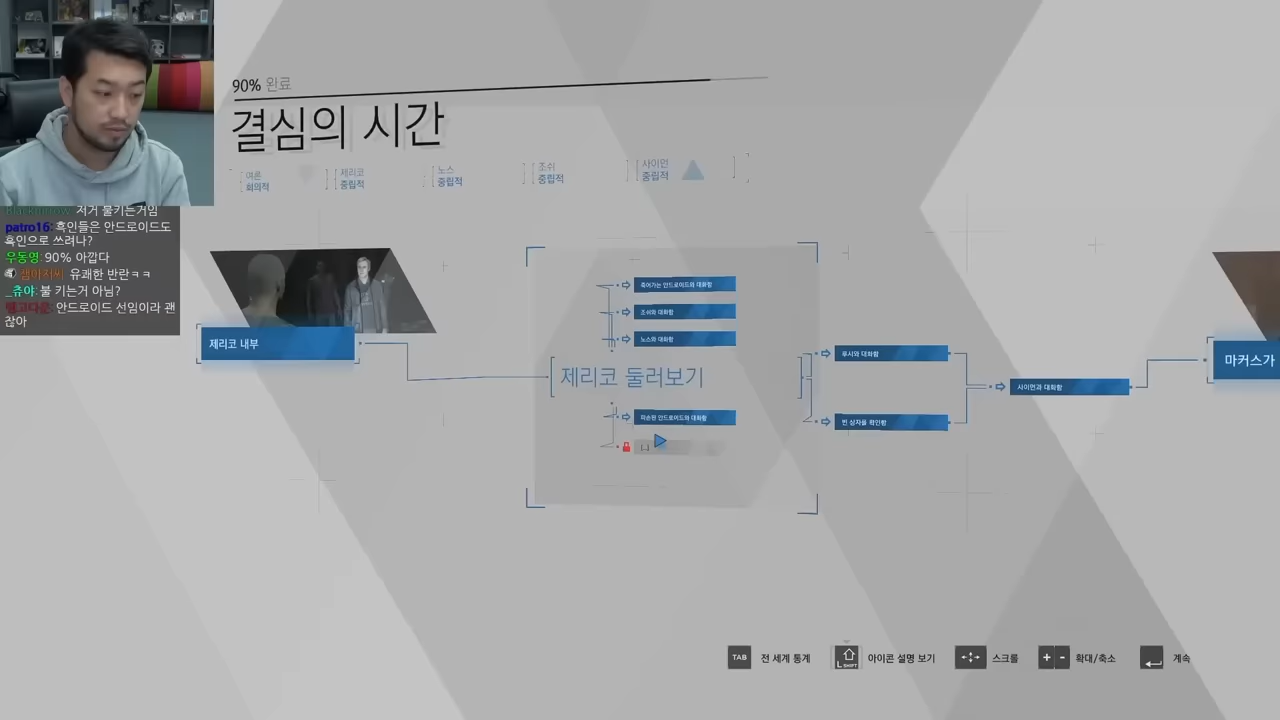 90% 완료
결심의 시간
여론
회의적
제리코
중립적
노스
중립적
조쉬
중립적
사이먼
중립적
저거 불키는거임
patro16: 흑인들은 안드로이드도
흑인으로 쓰려나?
우동영: 90% 아깝다
유쾌한 반란ㅋㅋ
_츄야: 불 키는거 아님?
안드로이드 선임이라 괜
잖아
제리코 내부
죽어가는 안드로이드와 대화함
조쉬와 대화함
노스와 대화함
제리코 둘러보기
파손된 안드로이드와 대화함
루시와 대화함
빈 상자를 확인함
사이먼과 대화함
마커스가
TAB 전 세계 통계
L SHIFT 아이콘 설명 보기
스크롤
+ - 확대/축소
계속